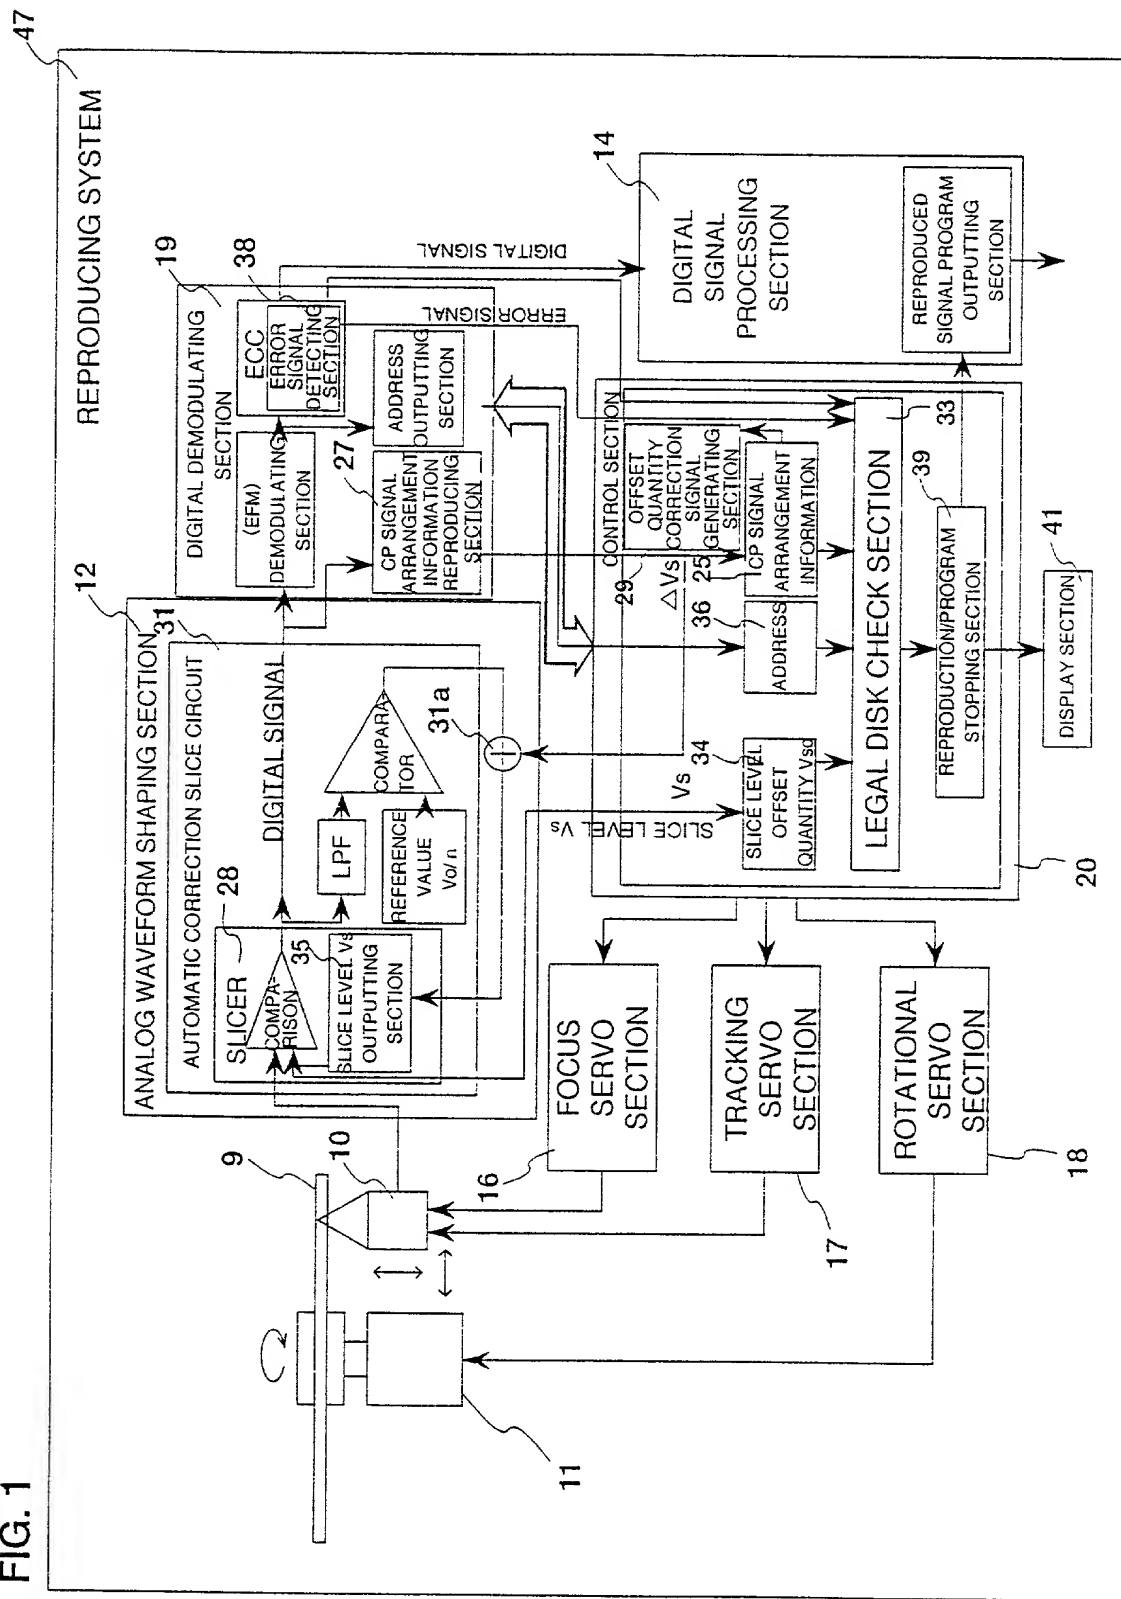 FIG. 1
47
REPRODUCING SYSTEM
12
ANALOG WAVEFORM SHAPING SECTION
31
AUTOMATIC CORRECTION SLICE CIRCUIT
SLICER
28
COMPA-
RISON
35
SLICE LEVEL Vs
OUTPUTTING
SECTION
DIGITAL SIGNAL
LPF
REFERENCE
VALUE
Vo/n
COMPARA-
TOR
31a
19
DIGITAL DEMODULATING
SECTION
(EFM)
DEMODULATING
SECTION
38
ECC
ERROR
SIGNAL
DETECTING
SECTION
27
CP SIGNAL
ARRANGEMENT
INFORMATION
REPRODUCING
SECTION
ADDRESS
OUTPUTTING
SECTION
DIGITAL SIGNAL
ERROR SIGNAL
14
DIGITAL
SIGNAL
PROCESSING
SECTION
REPRODUCED
SIGNAL PROGRAM
OUTPUTTING
SECTION
9
10
11
16
FOCUS
SERVO
SECTION
TRACKING
SERVO
SECTION
17
ROTATIONAL
SERVO
SECTION
18
CONTROL SECTION
OFFSET
QUANTITY
CORRECTION
SIGNAL
GENERATING
SECTION
29
△Vs
25
CP SIGNAL
ARRANGEMENT
INFORMATION
36
ADDRESS
Vs
SLICE LEVEL Vs
34
SLICE LEVEL
OFFSET
QUANTITY Vso
33
LEGAL DISK CHECK SECTION
39
REPRODUCTION/PROGRAM
STOPPING SECTION
20
41
DISPLAY SECTION